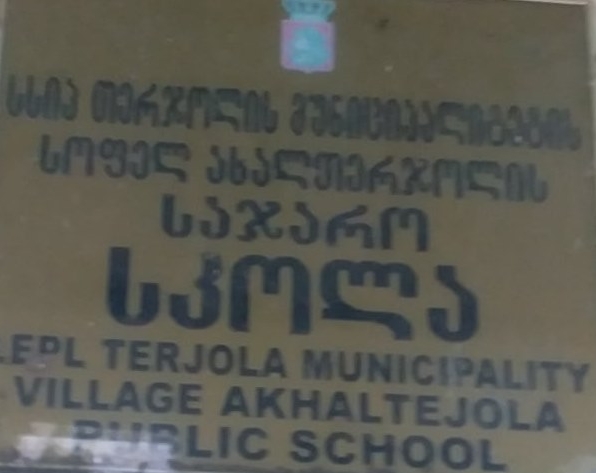 სსიპ თერჯოლის მუნიციპალიტეტის
სოფელ ახალთერჯოლის
საჯარო
სკოლა
LEPL TERJOLA MUNICIPALITY
VILLAGE AKHALTEJOLA
PUBLIC SCHOOL